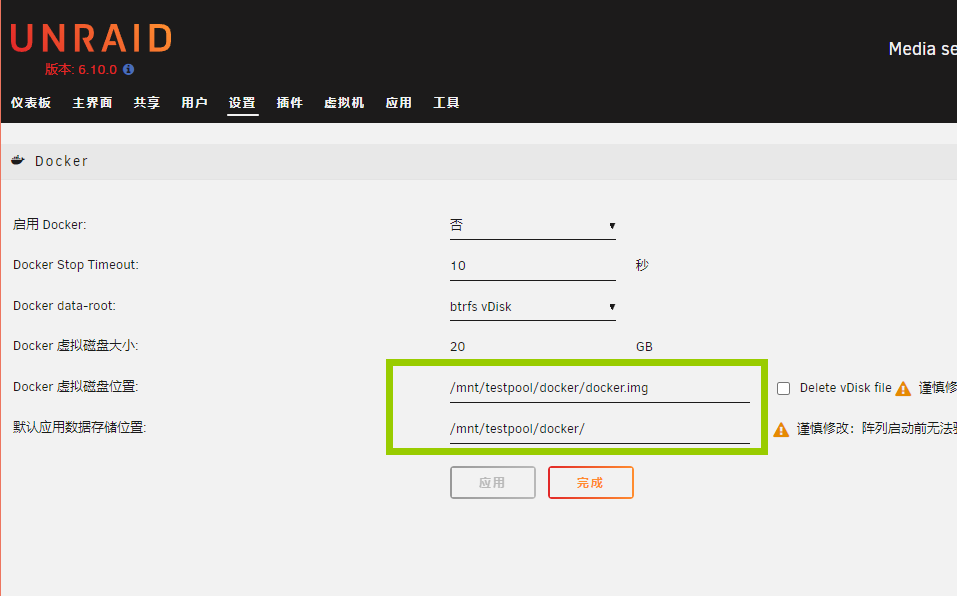 UNRAID
版本: 6.10.0
Media se
仪表板 主界面 共享 用户 设置 插件 虚拟机 应用 工具
Docker
启用 Docker: 否
Docker Stop Timeout: 10 秒
Docker data-root: btrfs vDisk
Docker 虚拟磁盘大小: 20 GB
Docker 虚拟磁盘位置: /mnt/testpool/docker/docker.img Delete vDisk file 谨慎修
默认应用数据存储位置: /mnt/testpool/docker/ 谨慎修改：阵列启动前无法
应用 完成